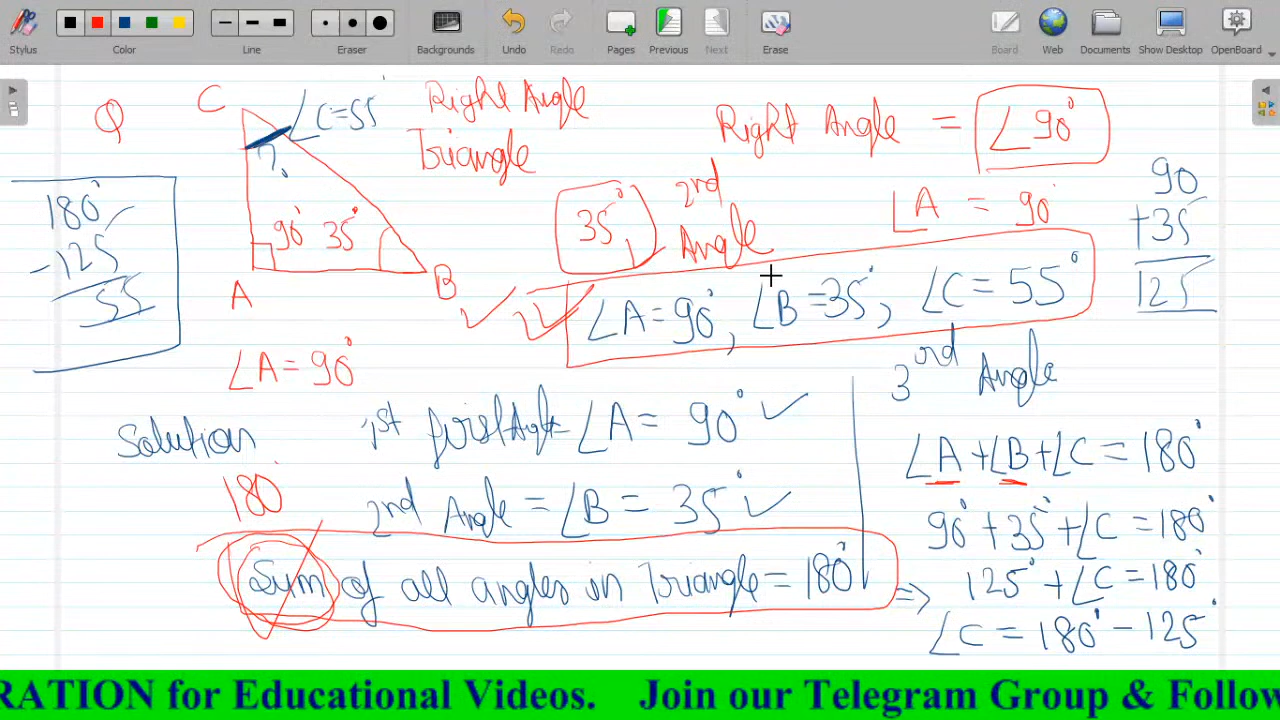 Stylus
Color
Line
Eraser
Backgrounds
Undo
Redo
Pages
Previous
Next
Erase
Board
Web
Documents
Show Desktop
OpenBoard
Q
C
∠C=55°
Right Angle
Triangle
Right Angle = ∠90°
180°
-125
55
?
90° 35°
A
B
∠A=90°
35°
2nd
Angle
∠A = 90°
90
+35
125
∠A=90°, ∠B=35°, ∠C=55°
Solution
1st first Angle=∠A= 90°
2nd Angle = ∠B= 35°
180°
Sum of all angles in Triangle=180°
3rd Angle
∠A+∠B+∠C=180°
90°+35°+∠C=180°
⇒ 125°+∠C=180°
∠C=180°-125°
RATION for Educational Videos. Join our Telegram Group & Follow